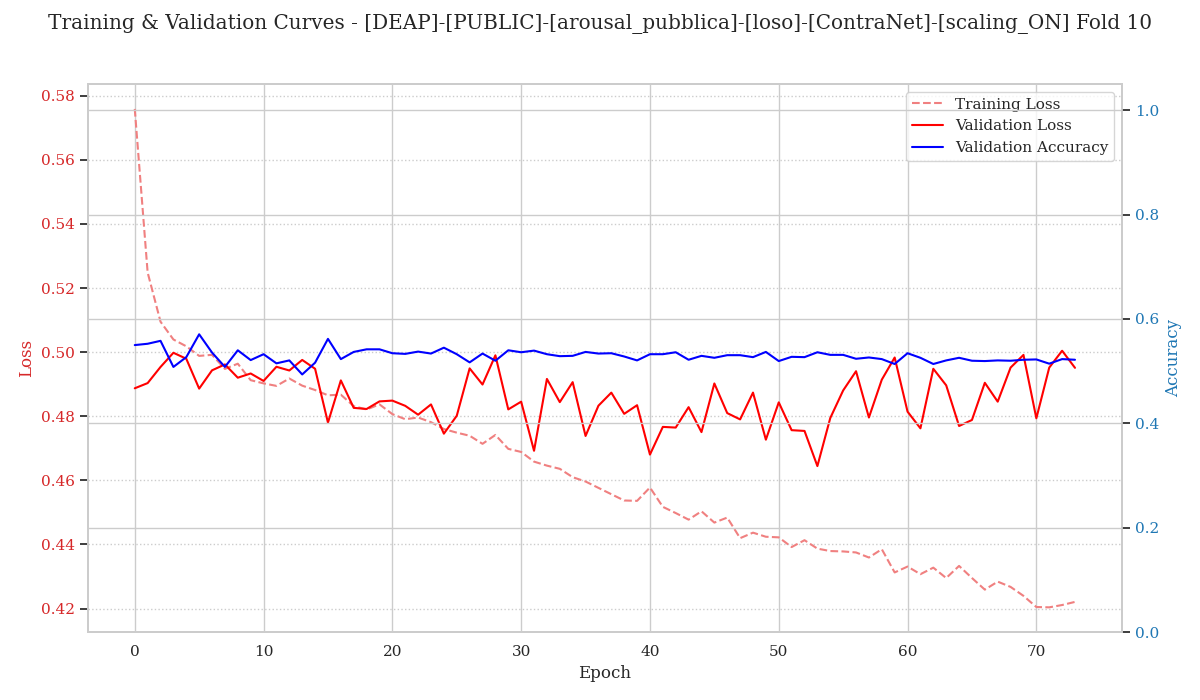 Training & Validation Curves - [DEAP]-[PUBLIC]-[arousal_pubblica]-[loso]-[ContraNet]-[scaling_ON] Fold 10
Training Loss
Validation Loss
Validation Accuracy
0.58
0.56
0.54
0.52
0.50
0.48
0.46
0.44
0.42
Loss
1.0
0.8
0.6
0.4
0.2
0.0
Accuracy
0 10 20 30 40 50 60 70
Epoch